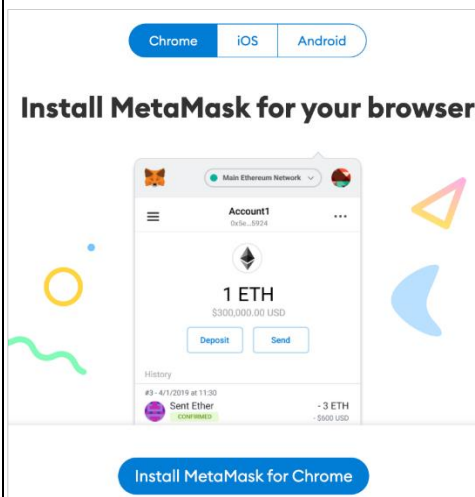 Chrome iOS Android
Install MetaMask for your browser
Main Ethereum Network
Account1
0x5e...5924
1 ETH
$300,000.00 USD
Deposit Send
History
#3 - 4/1/2019 at 11:30
Sent Ether - 3 ETH
CONFIRMED - $600 USD
Install MetaMask for Chrome